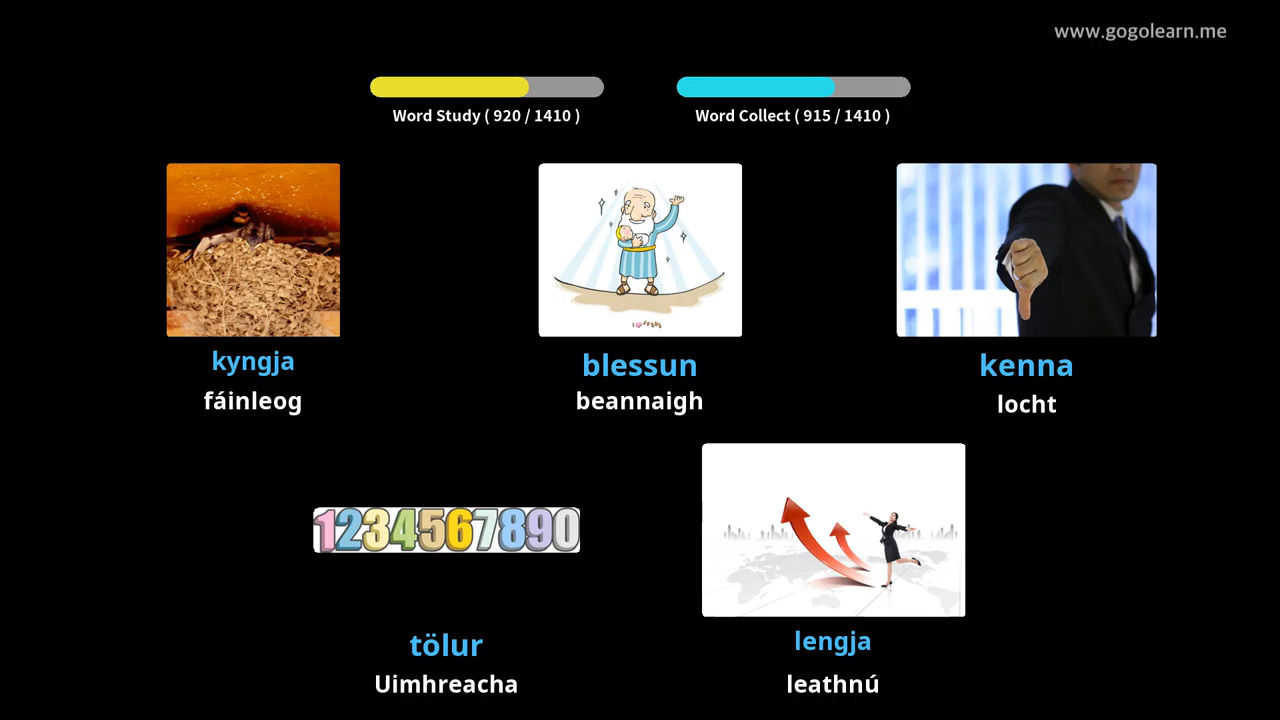 www.gogolearn.me
Word Study ( 920 / 1410 )
Word Collect ( 915 / 1410 )
I ♥ JESUS
kyngja
fáinleog
blessun
beannaigh
kenna
locht
1234567890
tölur
Uimhreacha
lengja
leathnú